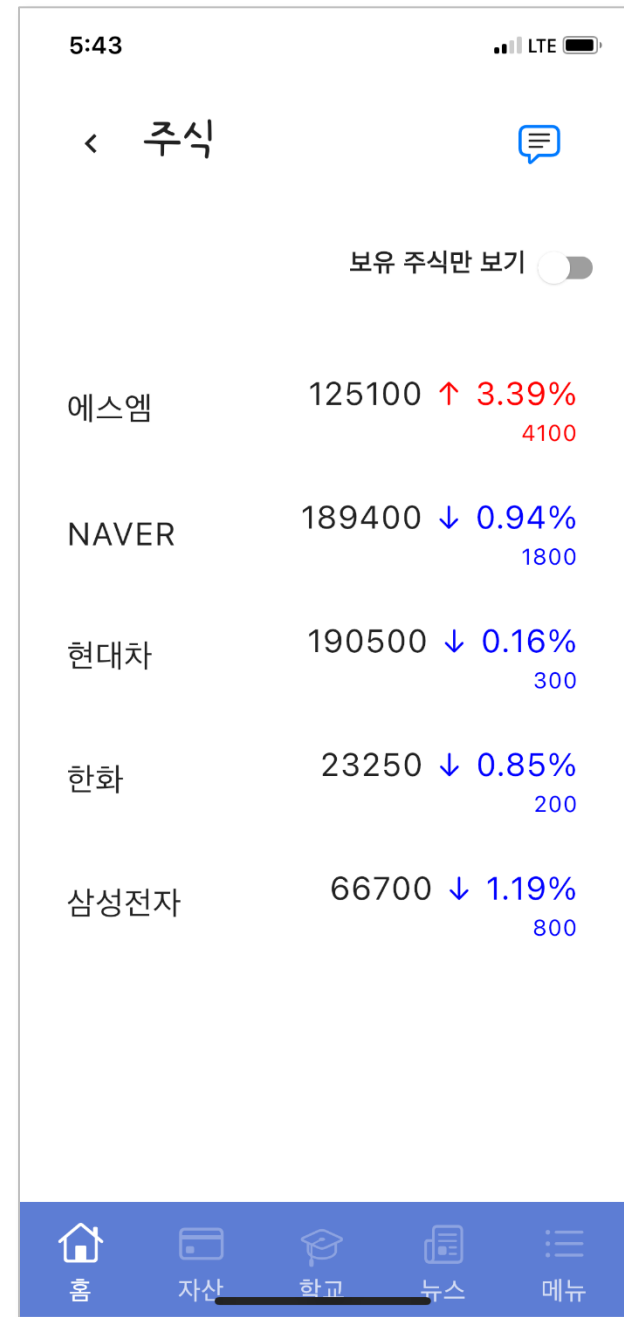 5:43 LTE
< 주식
보유 주식만 보기
에스엠 125100 ↑ 3.39%
4100
NAVER 189400 ↓ 0.94%
1800
현대차 190500 ↓ 0.16%
300
한화 23250 ↓ 0.85%
200
삼성전자 66700 ↓ 1.19%
800
홈 자산 학교 뉴스 메뉴